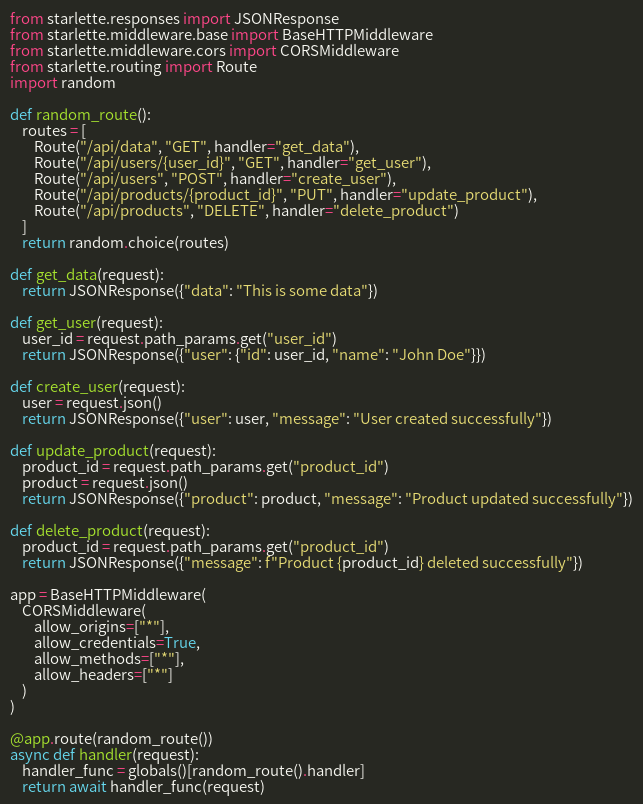 from starlette.responses import JSONResponse
from starlette.middleware.base import BaseHTTPMiddleware
from starlette.middleware.cors import CORSMiddleware
from starlette.routing import Route
import random

def random_route():
    routes = [
        Route("/api/data", "GET", handler="get_data"),
        Route("/api/users/{user_id}", "GET", handler="get_user"),
        Route("/api/users", "POST", handler="create_user"),
        Route("/api/products/{product_id}", "PUT", handler="update_product"),
        Route("/api/products", "DELETE", handler="delete_product")
    ]
    return random.choice(routes)

def get_data(request):
    return JSONResponse({"data": "This is some data"})

def get_user(request):
    user_id = request.path_params.get("user_id")
    return JSONResponse({"user": {"id": user_id, "name": "John Doe"}})

def create_user(request):
    user = request.json()
    return JSONResponse({"user": user, "message": "User created successfully"})

def update_product(request):
    product_id = request.path_params.get("product_id")
    product = request.json()
    return JSONResponse({"product": product, "message": "Product updated successfully"})

def delete_product(request):
    product_id = request.path_params.get("product_id")
    return JSONResponse({"message": f"Product {product_id} deleted successfully"})

app = BaseHTTPMiddleware(
    CORSMiddleware(
        allow_origins=["*"],
        allow_credentials=True,
        allow_methods=["*"],
        allow_headers=["*"]
    )
)

@app.route(random_route())
async def handler(request):
    handler_func = globals()[random_route().handler]
    return await handler_func(request)